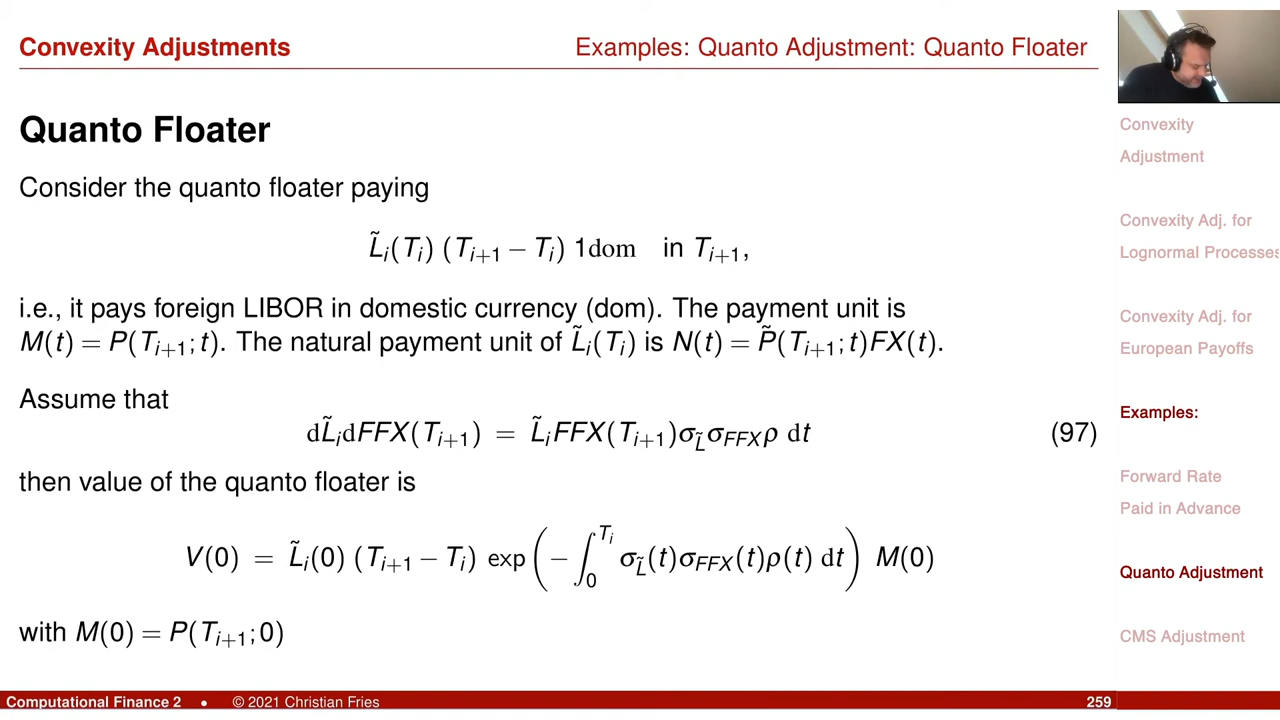 Convexity Adjustments
Examples: Quanto Adjustment: Quanto Floater
Quanto Floater
Consider the quanto floater paying
L̃ᵢ(Tᵢ) (Tᵢ₊₁ − Tᵢ) 1dom in Tᵢ₊₁,
i.e., it pays foreign LIBOR in domestic currency (dom). The payment unit is
M(t) = P(Tᵢ₊₁; t). The natural payment unit of L̃ᵢ(Tᵢ) is N(t) = P̃(Tᵢ₊₁; t)FX(t).
Assume that
dL̃ᵢdFFX(Tᵢ₊₁) = L̃ᵢFFX(Tᵢ₊₁)σ_L̃ σ_FFX ρ dt (97)
then value of the quanto floater is
V(0) = L̃ᵢ(0) (Tᵢ₊₁ − Tᵢ) exp(−∫₀^Tᵢ σ_L̃(t)σ_FFX(t)ρ(t) dt) M(0)
with M(0) = P(Tᵢ₊₁; 0)
Convexity
Adjustment
Convexity Adj. for
Lognormal Processes
Convexity Adj. for
European Payoffs
Examples:
Forward Rate
Paid in Advance
Quanto Adjustment
CMS Adjustment
Computational Finance 2 • © 2021 Christian Fries 259